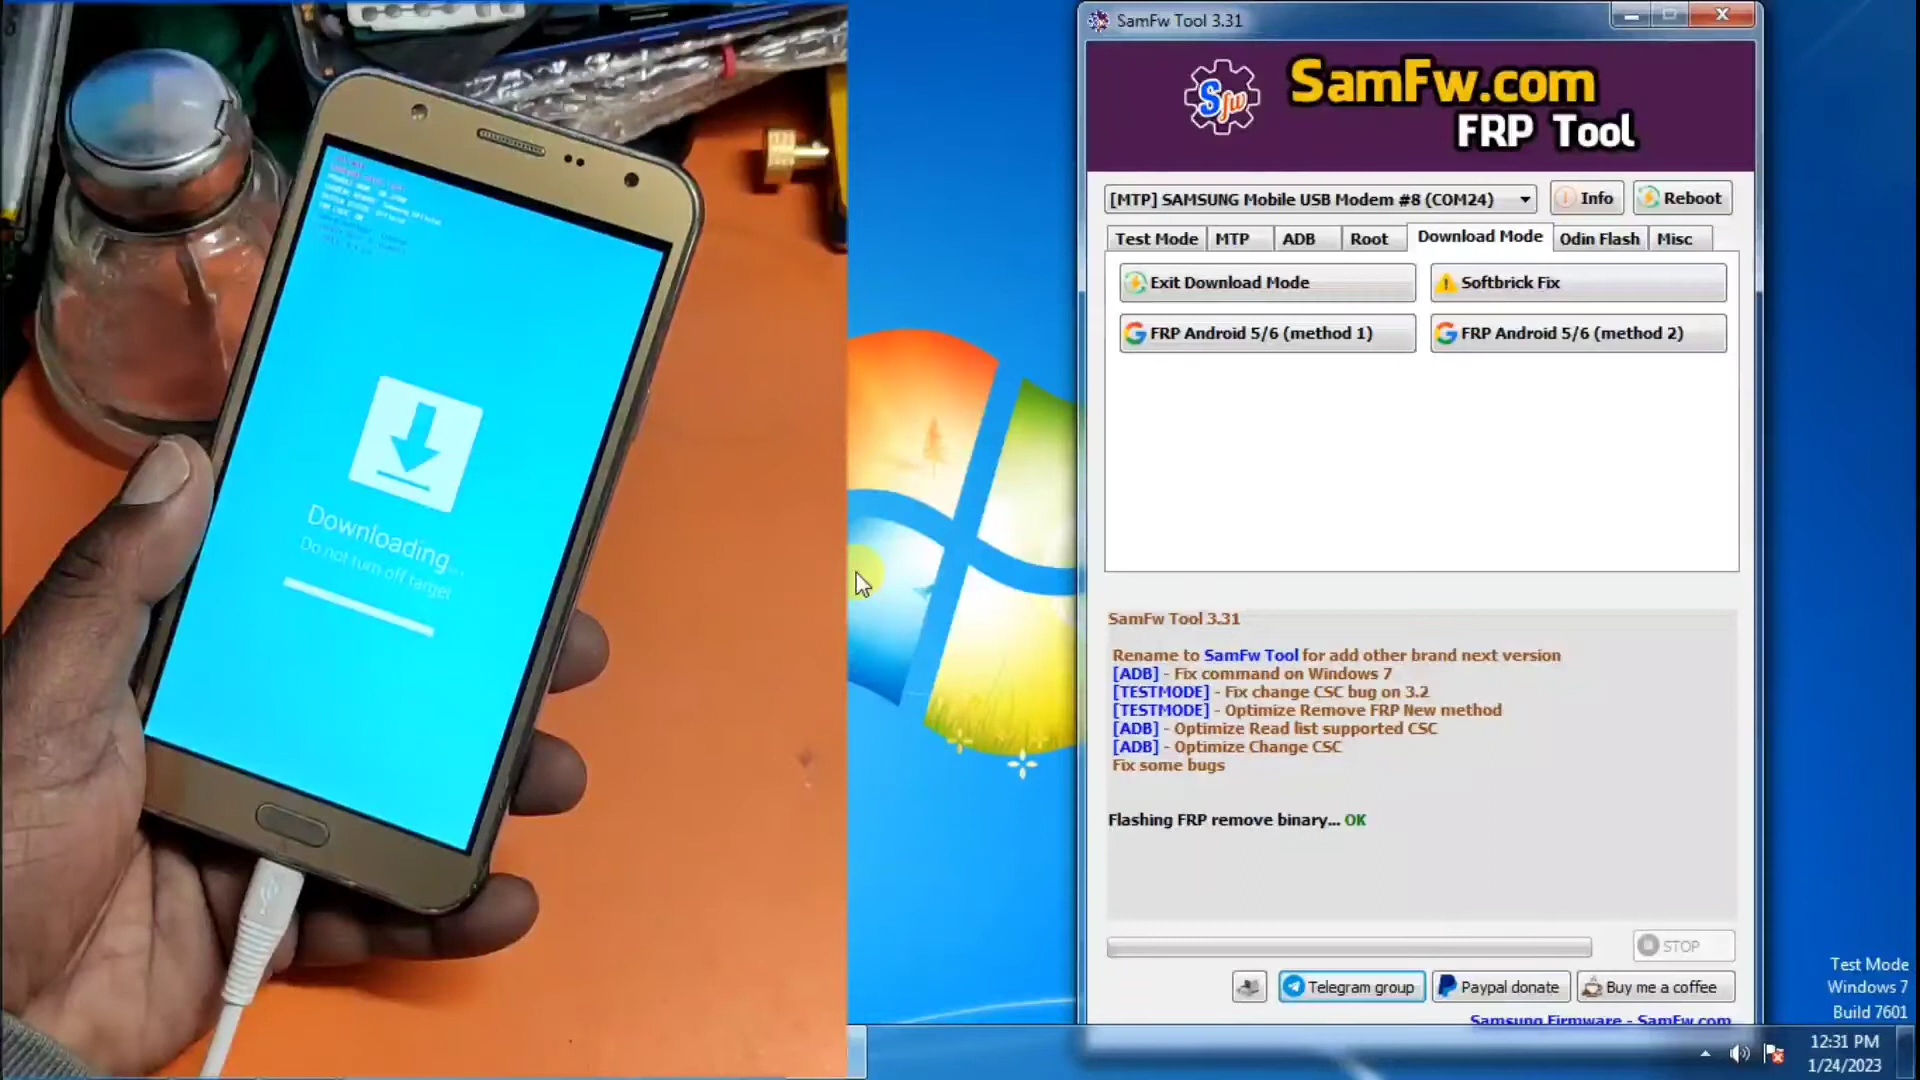 Downloading...
Do not turn off target
SamFw Tool 3.31
Sfw
SamFw.com
FRP Tool
[MTP] SAMSUNG Mobile USB Modem #8 (COM24)
Info
Reboot
Test Mode
MTP
ADB
Root
Download Mode
Odin Flash
Misc
Exit Download Mode
Softbrick Fix
FRP Android 5/6 (method 1)
FRP Android 5/6 (method 2)
SamFw Tool 3.31
Rename to SamFw Tool for add other brand next version
[ADB] - Fix command on Windows 7
[TESTMODE] - Fix change CSC bug on 3.2
[TESTMODE] - Optimize Remove FRP New method
[ADB] - Optimize Read list supported CSC
[ADB] - Optimize Change CSC
Fix some bugs
Flashing FRP remove binary... OK
STOP
Telegram group
Paypal donate
Buy me a coffee
Samsung Firmware - SamFw.com
Test Mode
Windows 7
Build 7601
12:31 PM
1/24/2023